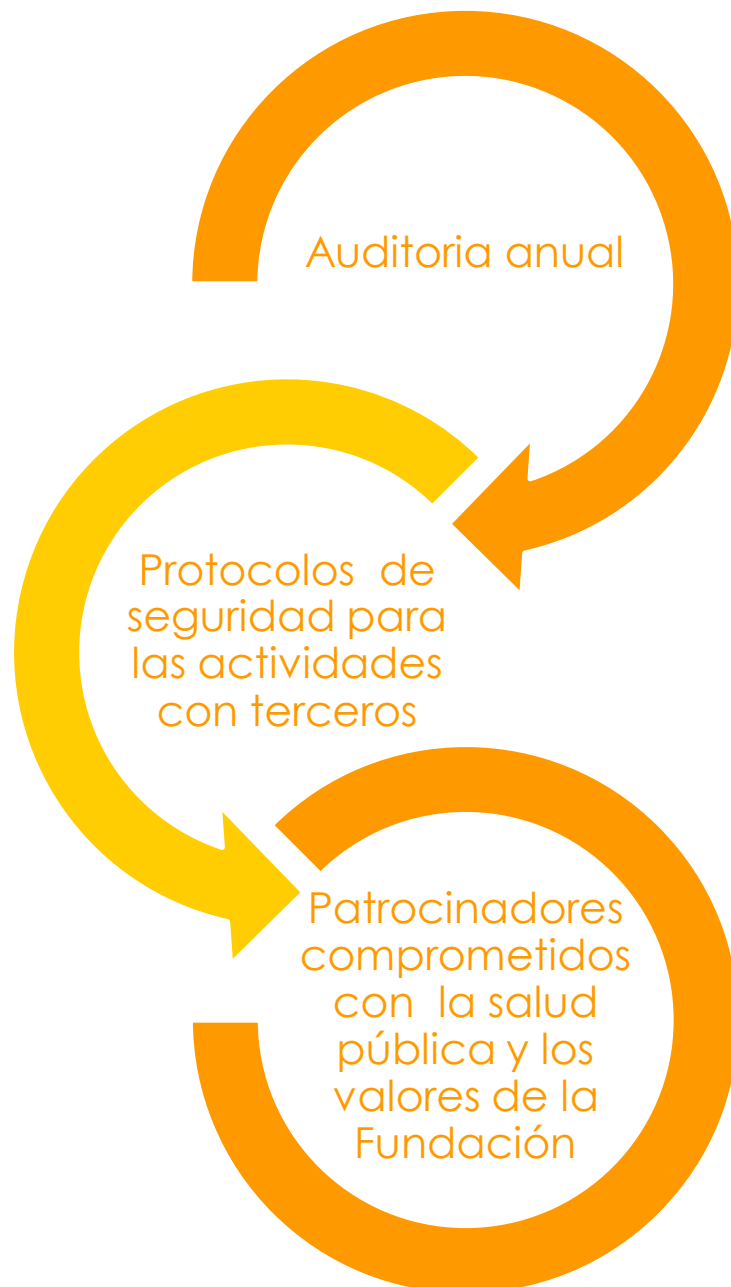 Auditoria anual
Protocolos de
seguridad para
las actividades
con terceros
Patrocinadores
comprometidos
con la salud
pública y los
valores de la
Fundación